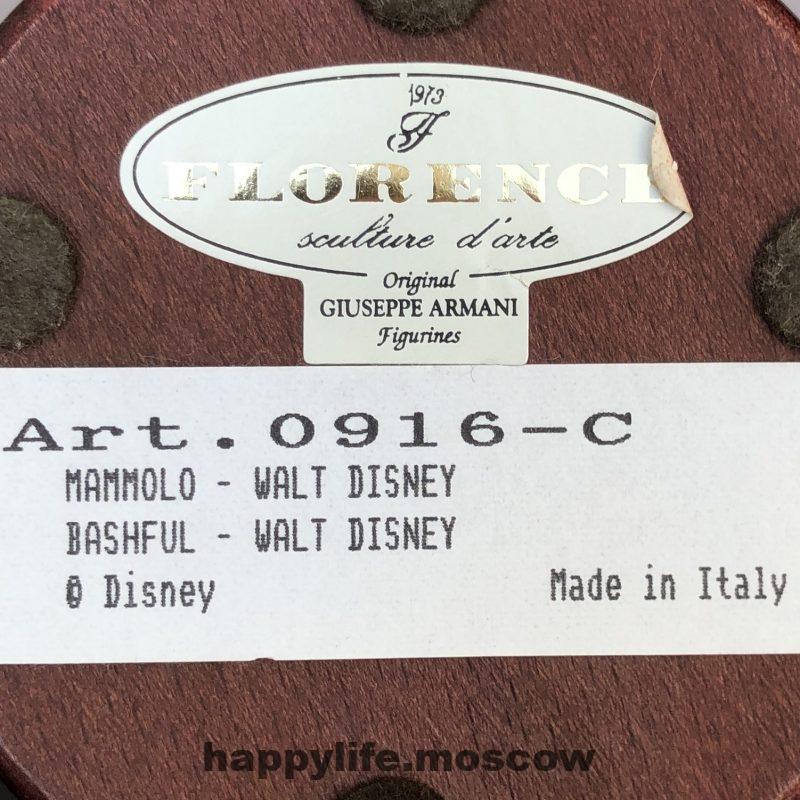 1973
F
FLORENC
sculture d'arte
Original
GIUSEPPE ARMANI
Figurines
Art.0916-C
MAMMOLO - WALT DISNEY
BASHFUL - WALT DISNEY
© Disney
Made in Italy
happylife.moscow